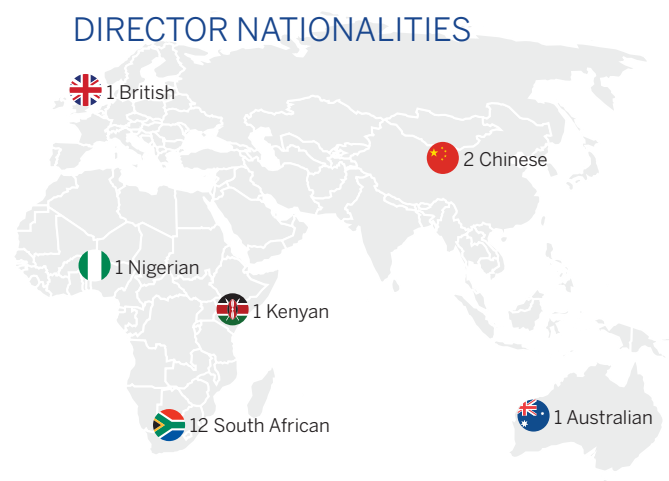 DIRECTOR NATIONALITIES
1 British
2 Chinese
1 Nigerian
1 Kenyan
12 South African
1 Australian